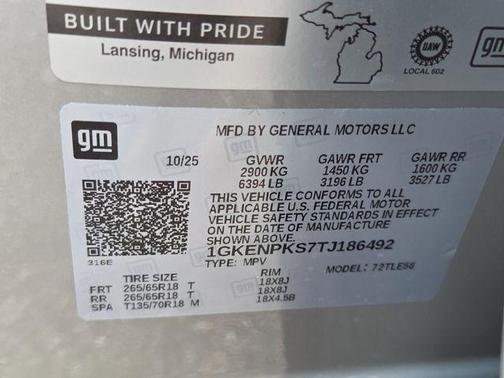 BUILT WITH PRIDE
Lansing, Michigan
UAW
LOCAL 602
gm
gm
MFD BY GENERAL MOTORS LLC
10/25 GVWR GAWR FRT GAWR RR
2900 KG 1450 KG 1600 KG
6394 LB 3196 LB 3527 LB
THIS VEHICLE CONFORMS TO ALL
APPLICABLE U.S. FEDERAL MOTOR
VEHICLE SAFETY STANDARDS IN EFFECT
ON THE DATE OF MANUFACTURE
SHOWN ABOVE.
1GKENPKS7TJ186492
316E
TYPE: MPV MODEL: 72TLE56
TIRE SIZE RIM
FRT 265/65R18 T 18X8J
RR 265/65R18 T 18X8J
SPA T135/70R18 M 18X4.5B